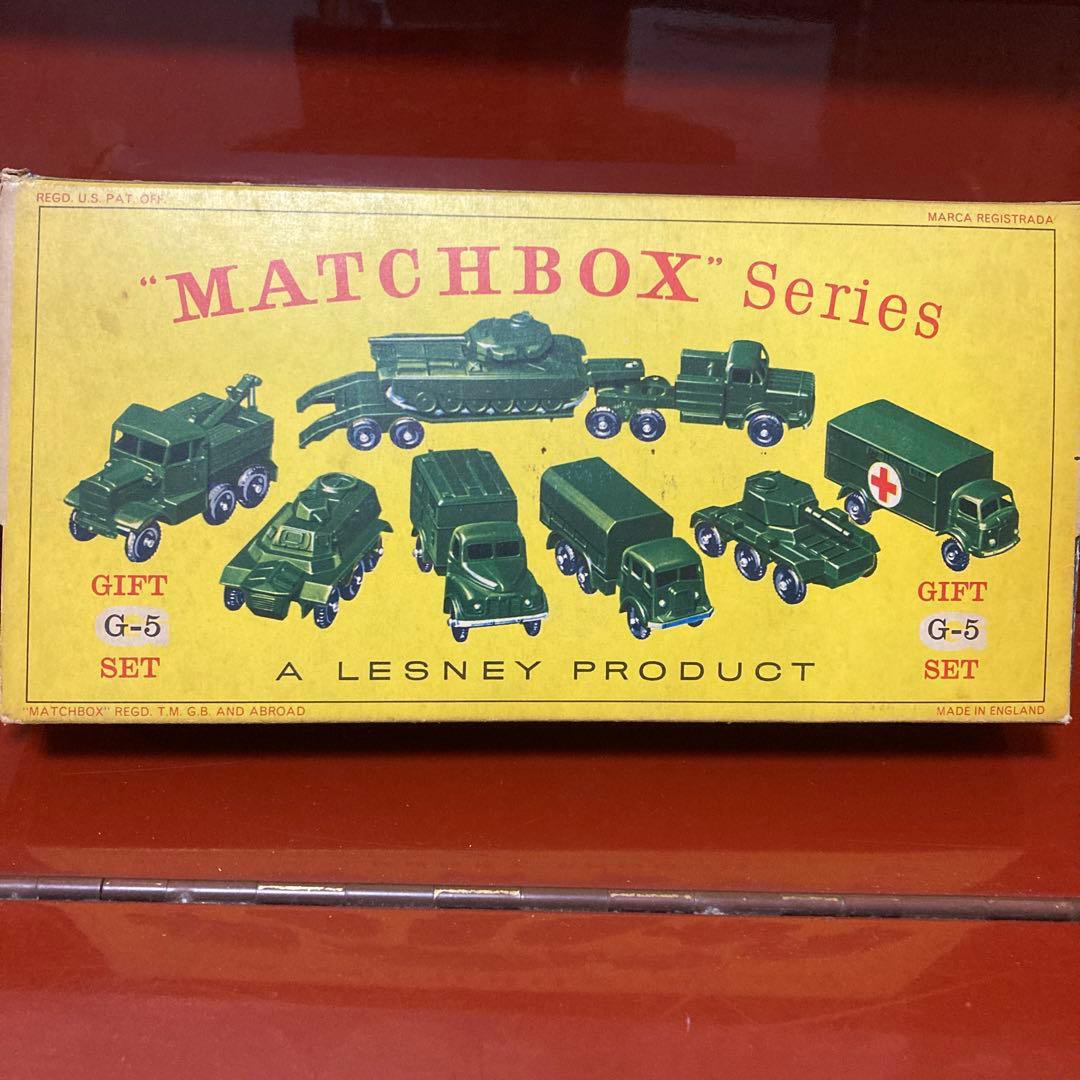 REGD. U.S. PAT. OFF.
MARCA REGISTRADA
"MATCHBOX" Series
GIFT
G-5
SET
GIFT
G-5
SET
A LESNEY PRODUCT
"MATCHBOX" REGD. T.M. G.B. AND ABROAD
MADE IN ENGLAND